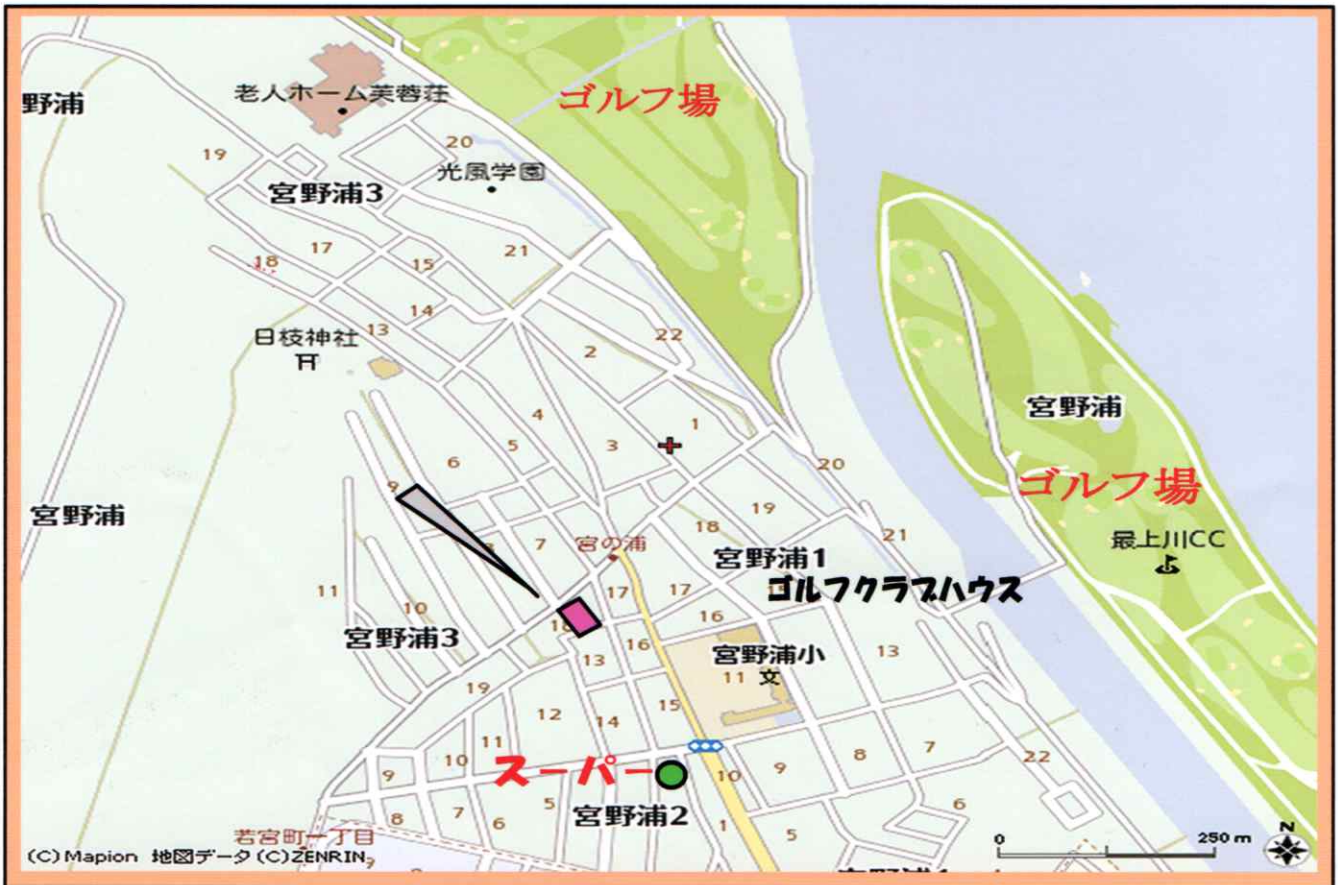 ゴルフ場
老人ホーム芙蓉荘
野浦
20
19
光風学園
宮野浦3
17
21
18
15
14
日枝神社
13
22
2
宮野浦
4
1
3
5
6
20
ゴルフ場
9
宮野浦
19
18
21
最上川CC
7
宮の浦
宮野浦1
11
17
17
ゴルフクラブハウス
10
16
宮野浦3
16
宮野浦小
13
13
11
文
19
15
12
14
11
10
7
8
22
スーパー
9
10
9
5
宮野浦2
6
8
7
6
1
5
若宮町一丁目
0
250 m
N
(C)Mapion 地図データ(C)ZENRIN